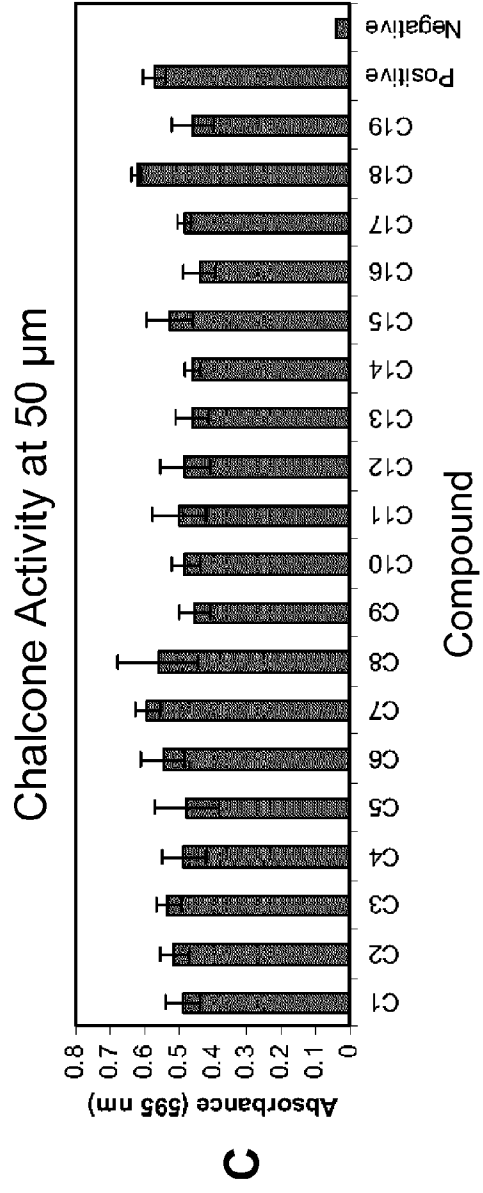 C
Chalcone Activity at 50 µm
Absorbance (595 nm)
0.8
0.7
0.6
0.5
0.4
0.3
0.2
0.1
0
C1
C2
C3
C4
C5
C6
C7
C8
C9
C10
C11
C12
C13
C14
C15
C16
C17
C18
C19
Positive
Negative
Compound